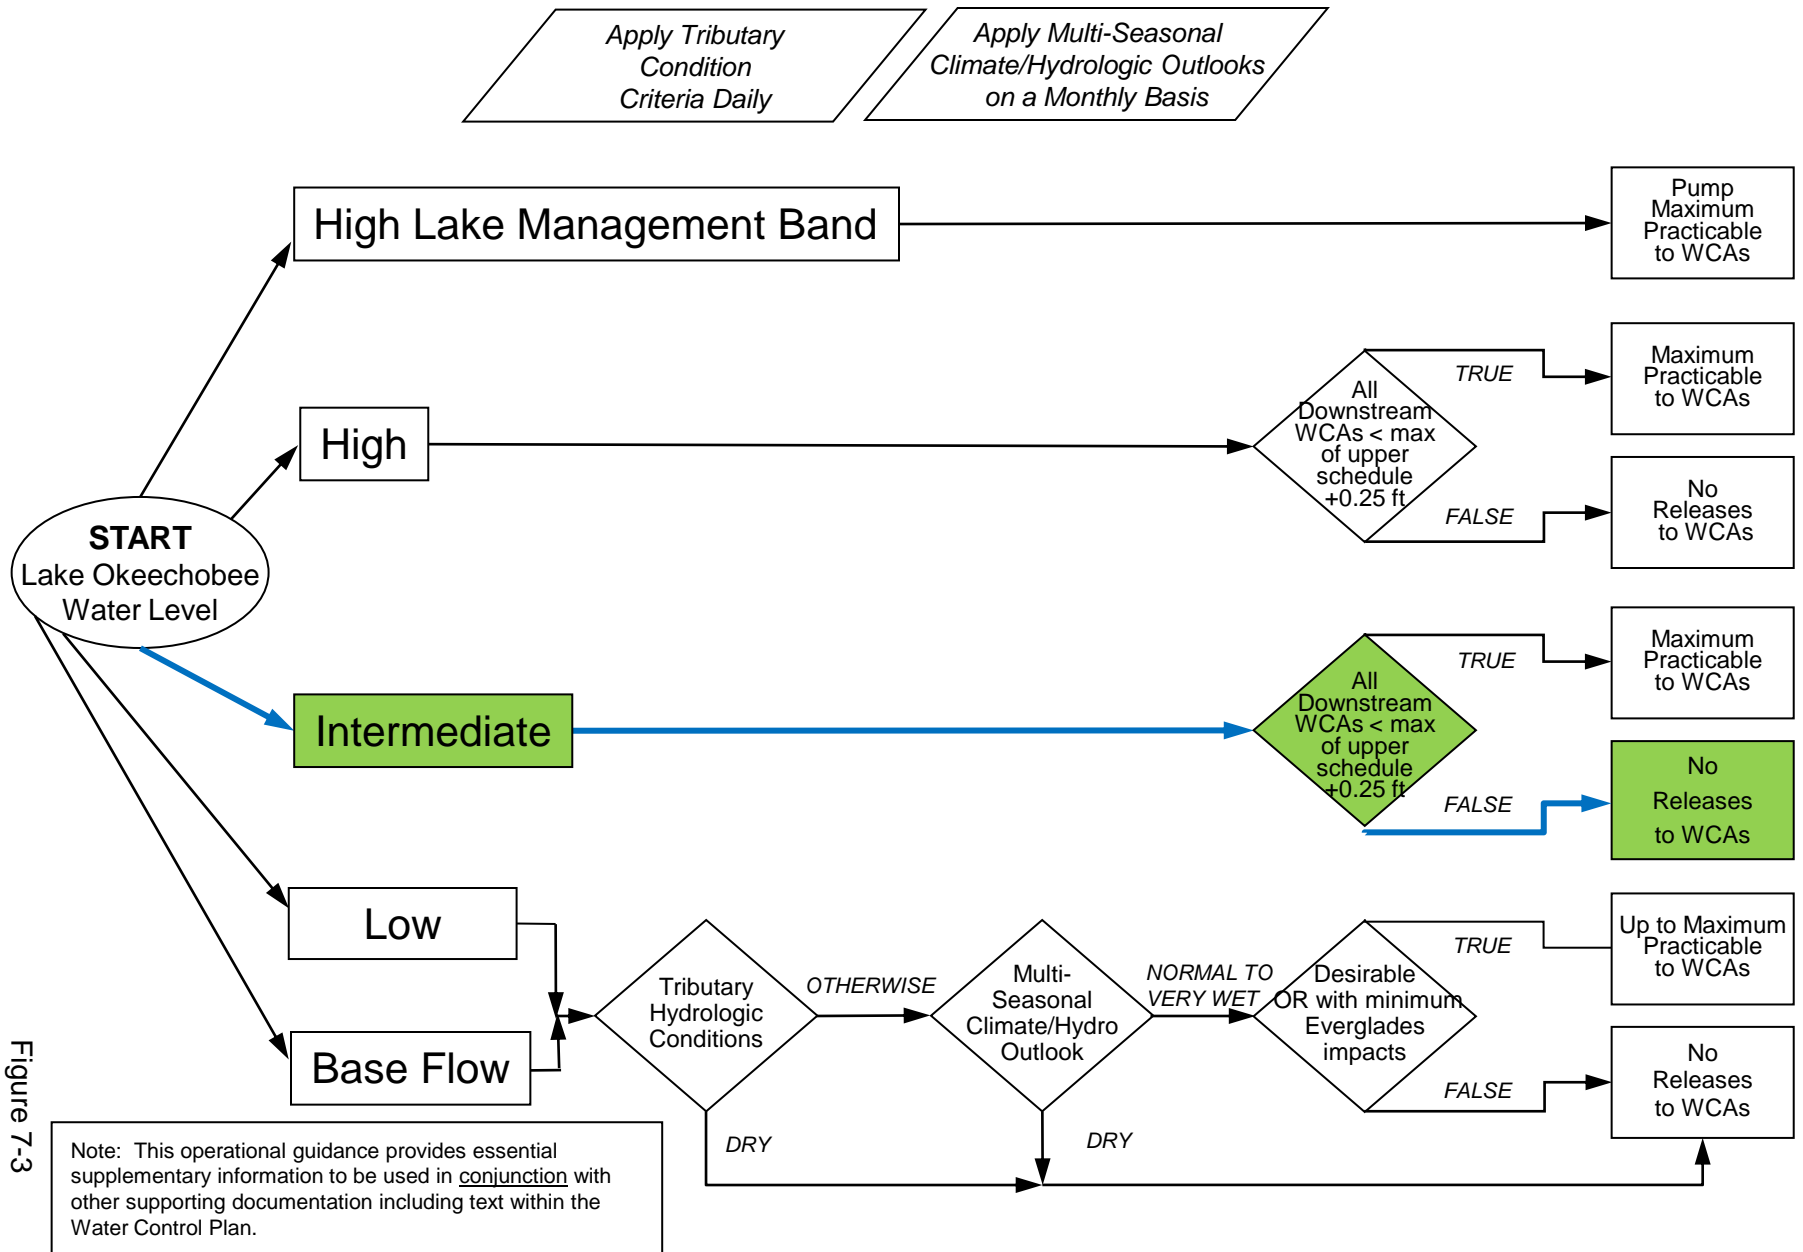 Apply Tributary
Condition
Criteria Daily
Apply Multi-Seasonal
Climate/Hydrologic Outlooks
on a Monthly Basis
High Lake Management Band
Pump
Maximum
Practicable
to WCAs
High
All
Downstream
WCAs < max
of upper
schedule
+0.25 ft
TRUE
Maximum
Practicable
to WCAs
FALSE
No
Releases
to WCAs
START
Lake Okeechobee
Water Level
Intermediate
All
Downstream
WCAs < max
of upper
schedule
+0.25 ft
TRUE
Maximum
Practicable
to WCAs
FALSE
No
Releases
to WCAs
Low
Base Flow
Tributary
Hydrologic
Conditions
OTHERWISE
DRY
Multi-
Seasonal
Climate/Hydro
Outlook
NORMAL TO
VERY WET
DRY
Desirable
OR with minimum
Everglades
impacts
TRUE
Up to Maximum
Practicable
to WCAs
FALSE
No
Releases
to WCAs
Figure 7-3
Note: This operational guidance provides essential
supplementary information to be used in conjunction with
other supporting documentation including text within the
Water Control Plan.